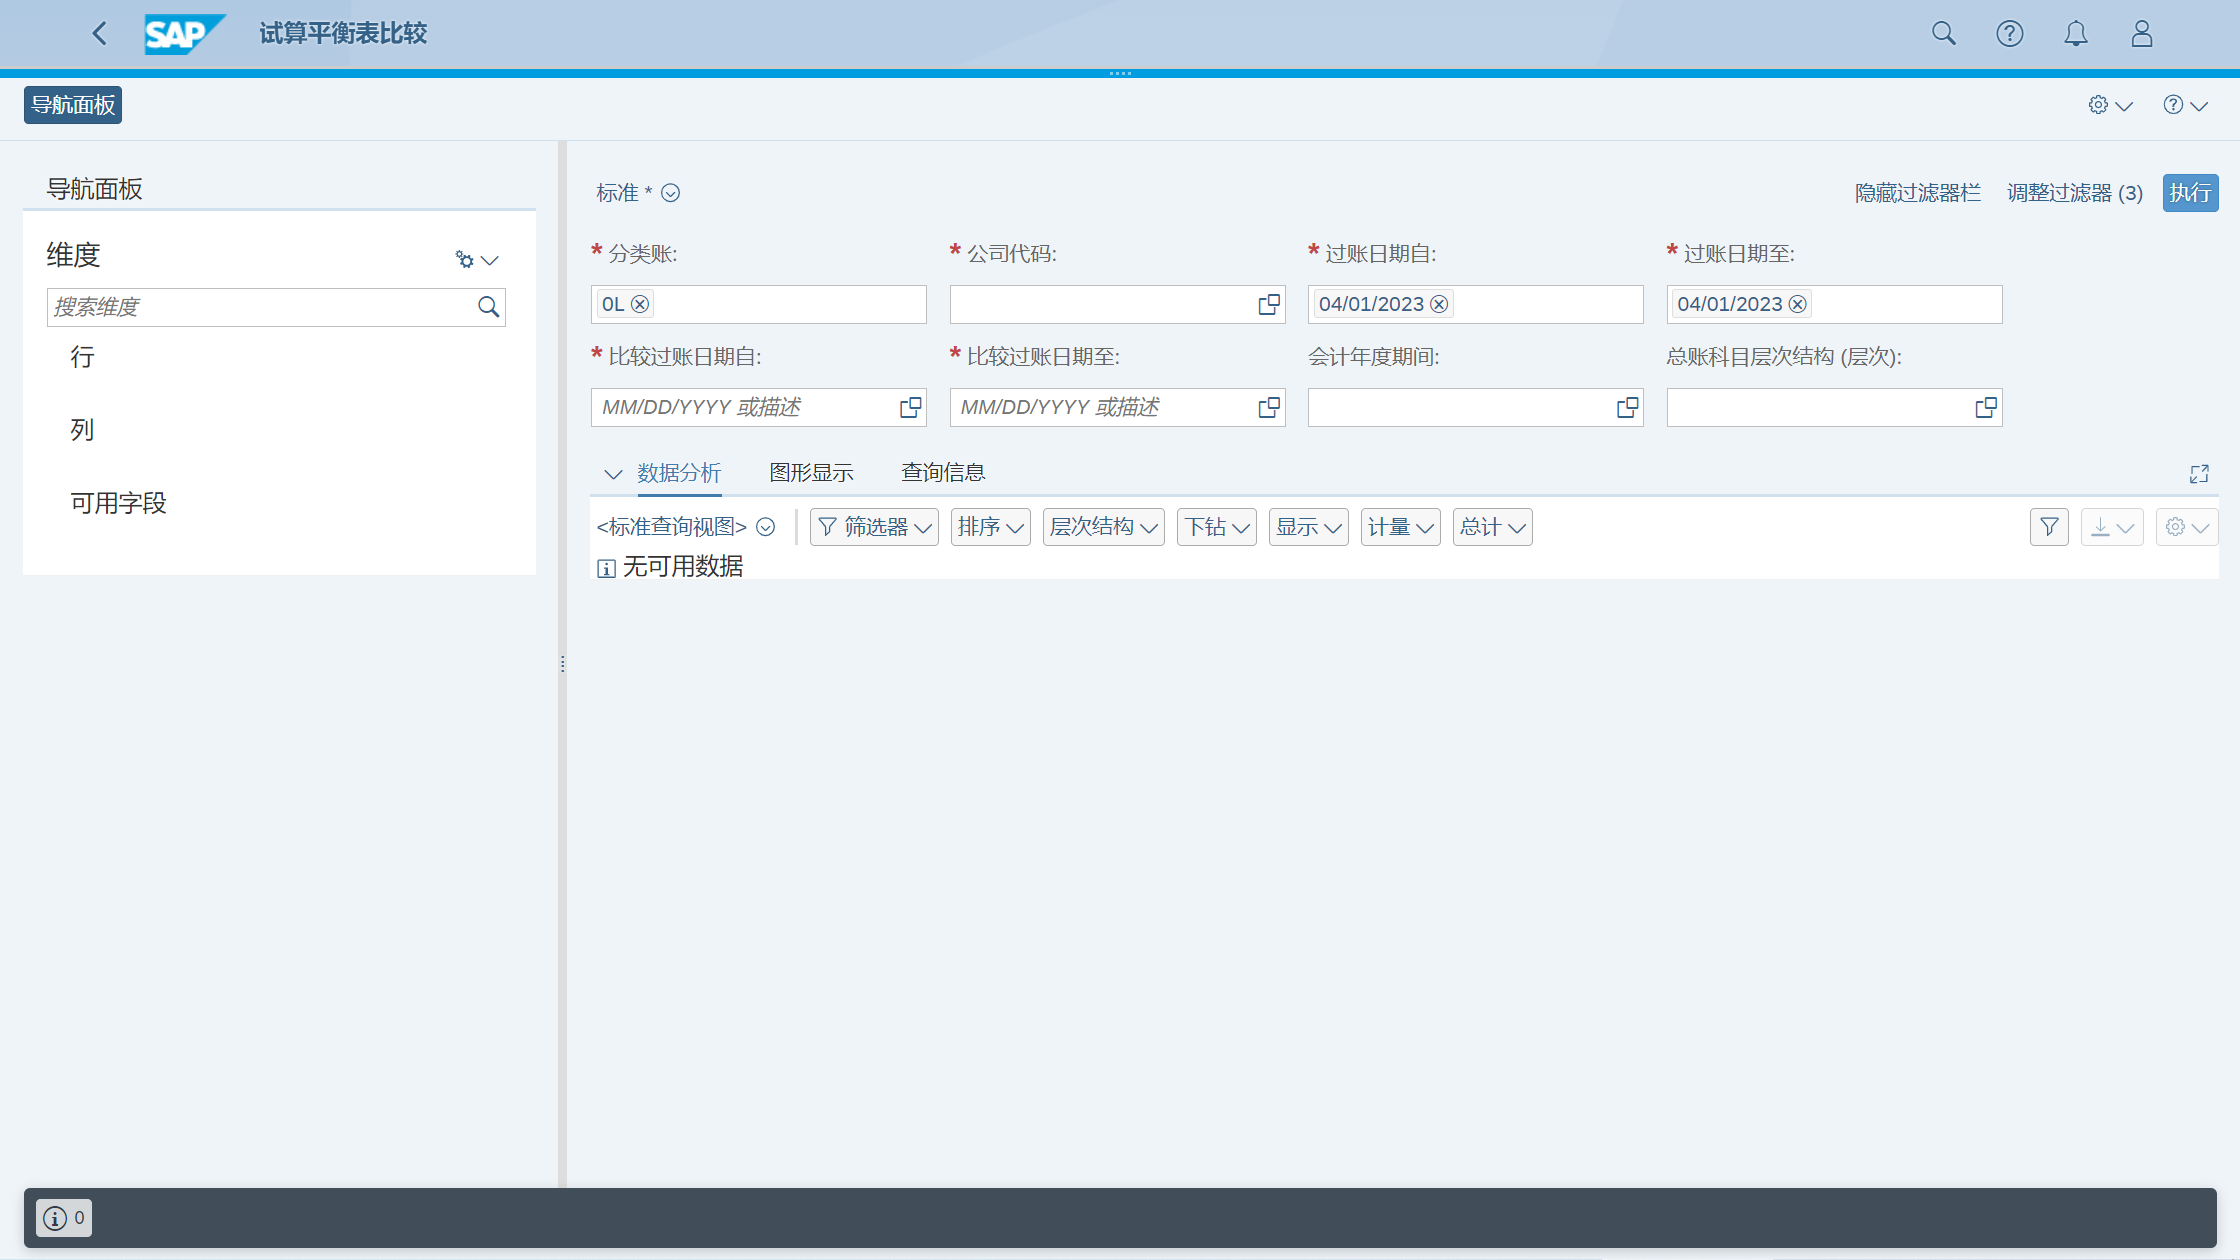 SAP 试算平衡表比较
导航面板
导航面板
维度
搜索维度
行
列
可用字段
标准 * 隐藏过滤器栏 调整过滤器 (3) 执行
* 分类账: * 公司代码: * 过账日期自: * 过账日期至:
0L 04/01/2023 04/01/2023
* 比较过账日期自: * 比较过账日期至: 会计年度期间: 总账科目层次结构 (层次):
MM/DD/YYYY 或描述 MM/DD/YYYY 或描述
数据分析 图形显示 查询信息
<标准查询视图> 筛选器 排序 层次结构 下钻 显示 计量 总计
无可用数据
0